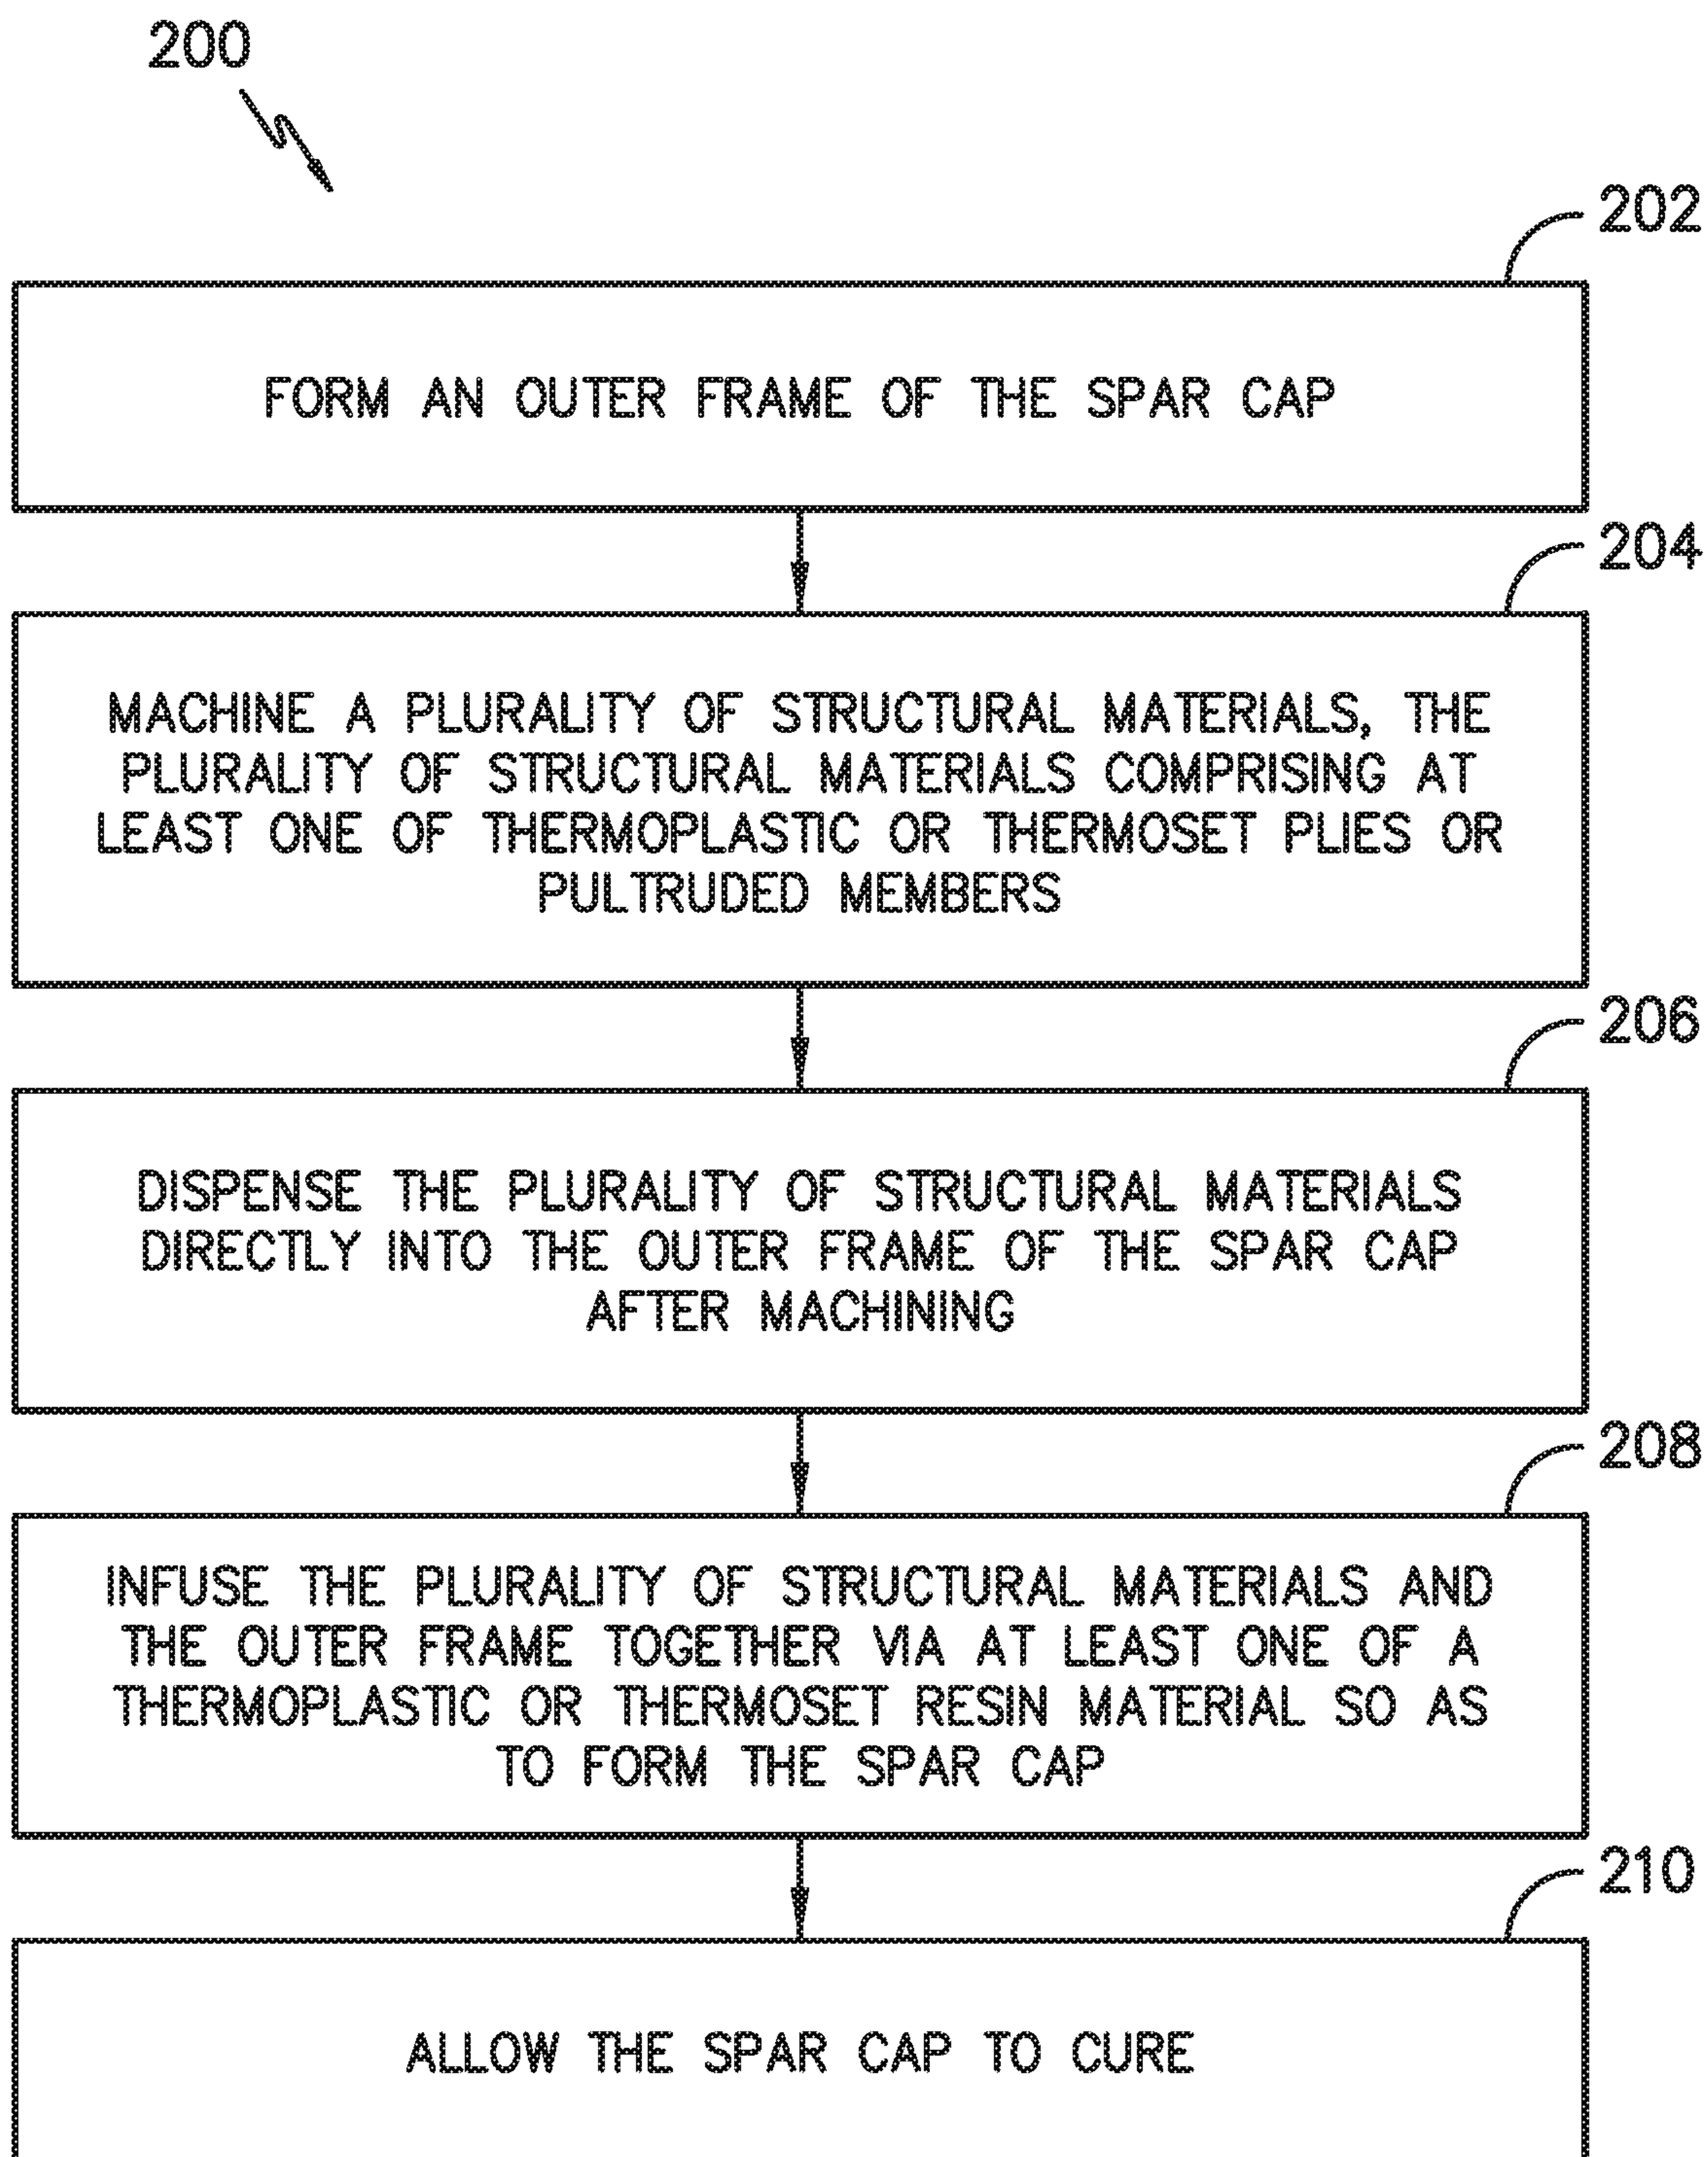 200
202
FORM AN OUTER FRAME OF THE SPAR CAP
204
MACHINE A PLURALITY OF STRUCTURAL MATERIALS, THE
PLURALITY OF STRUCTURAL MATERIALS COMPRISING AT
LEAST ONE OF THERMOPLASTIC OR THERMOSET PLIES OR
PULTRUDED MEMBERS
206
DISPENSE THE PLURALITY OF STRUCTURAL MATERIALS
DIRECTLY INTO THE OUTER FRAME OF THE SPAR CAP
AFTER MACHINING
208
INFUSE THE PLURALITY OF STRUCTURAL MATERIALS AND
THE OUTER FRAME TOGETHER VIA AT LEAST ONE OF A
THERMOPLASTIC OR THERMOSET RESIN MATERIAL SO AS
TO FORM THE SPAR CAP
210
ALLOW THE SPAR CAP TO CURE